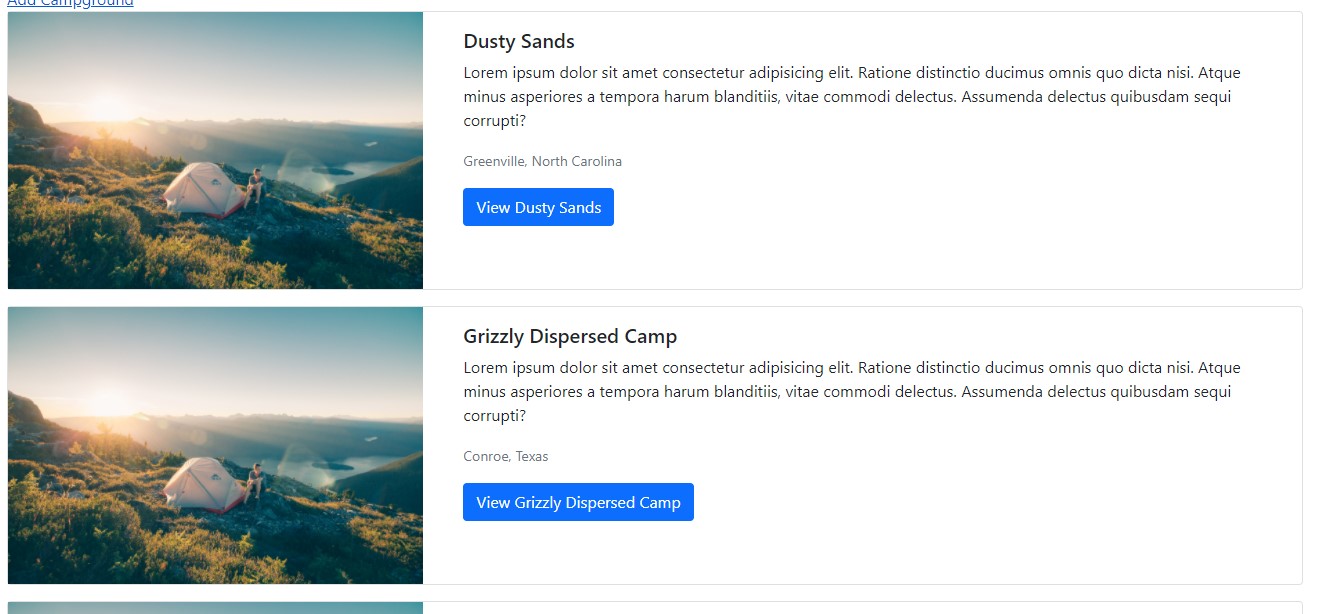 Add Campground
Dusty Sands
Lorem ipsum dolor sit amet consectetur adipisicing elit. Ratione distinctio ducimus omnis quo dicta nisi. Atque
minus asperiores a tempora harum blanditiis, vitae commodi delectus. Assumenda delectus quibusdam sequi
corrupti?
Greenville, North Carolina
View Dusty Sands
Grizzly Dispersed Camp
Lorem ipsum dolor sit amet consectetur adipisicing elit. Ratione distinctio ducimus omnis quo dicta nisi. Atque
minus asperiores a tempora harum blanditiis, vitae commodi delectus. Assumenda delectus quibusdam sequi
corrupti?
Conroe, Texas
View Grizzly Dispersed Camp